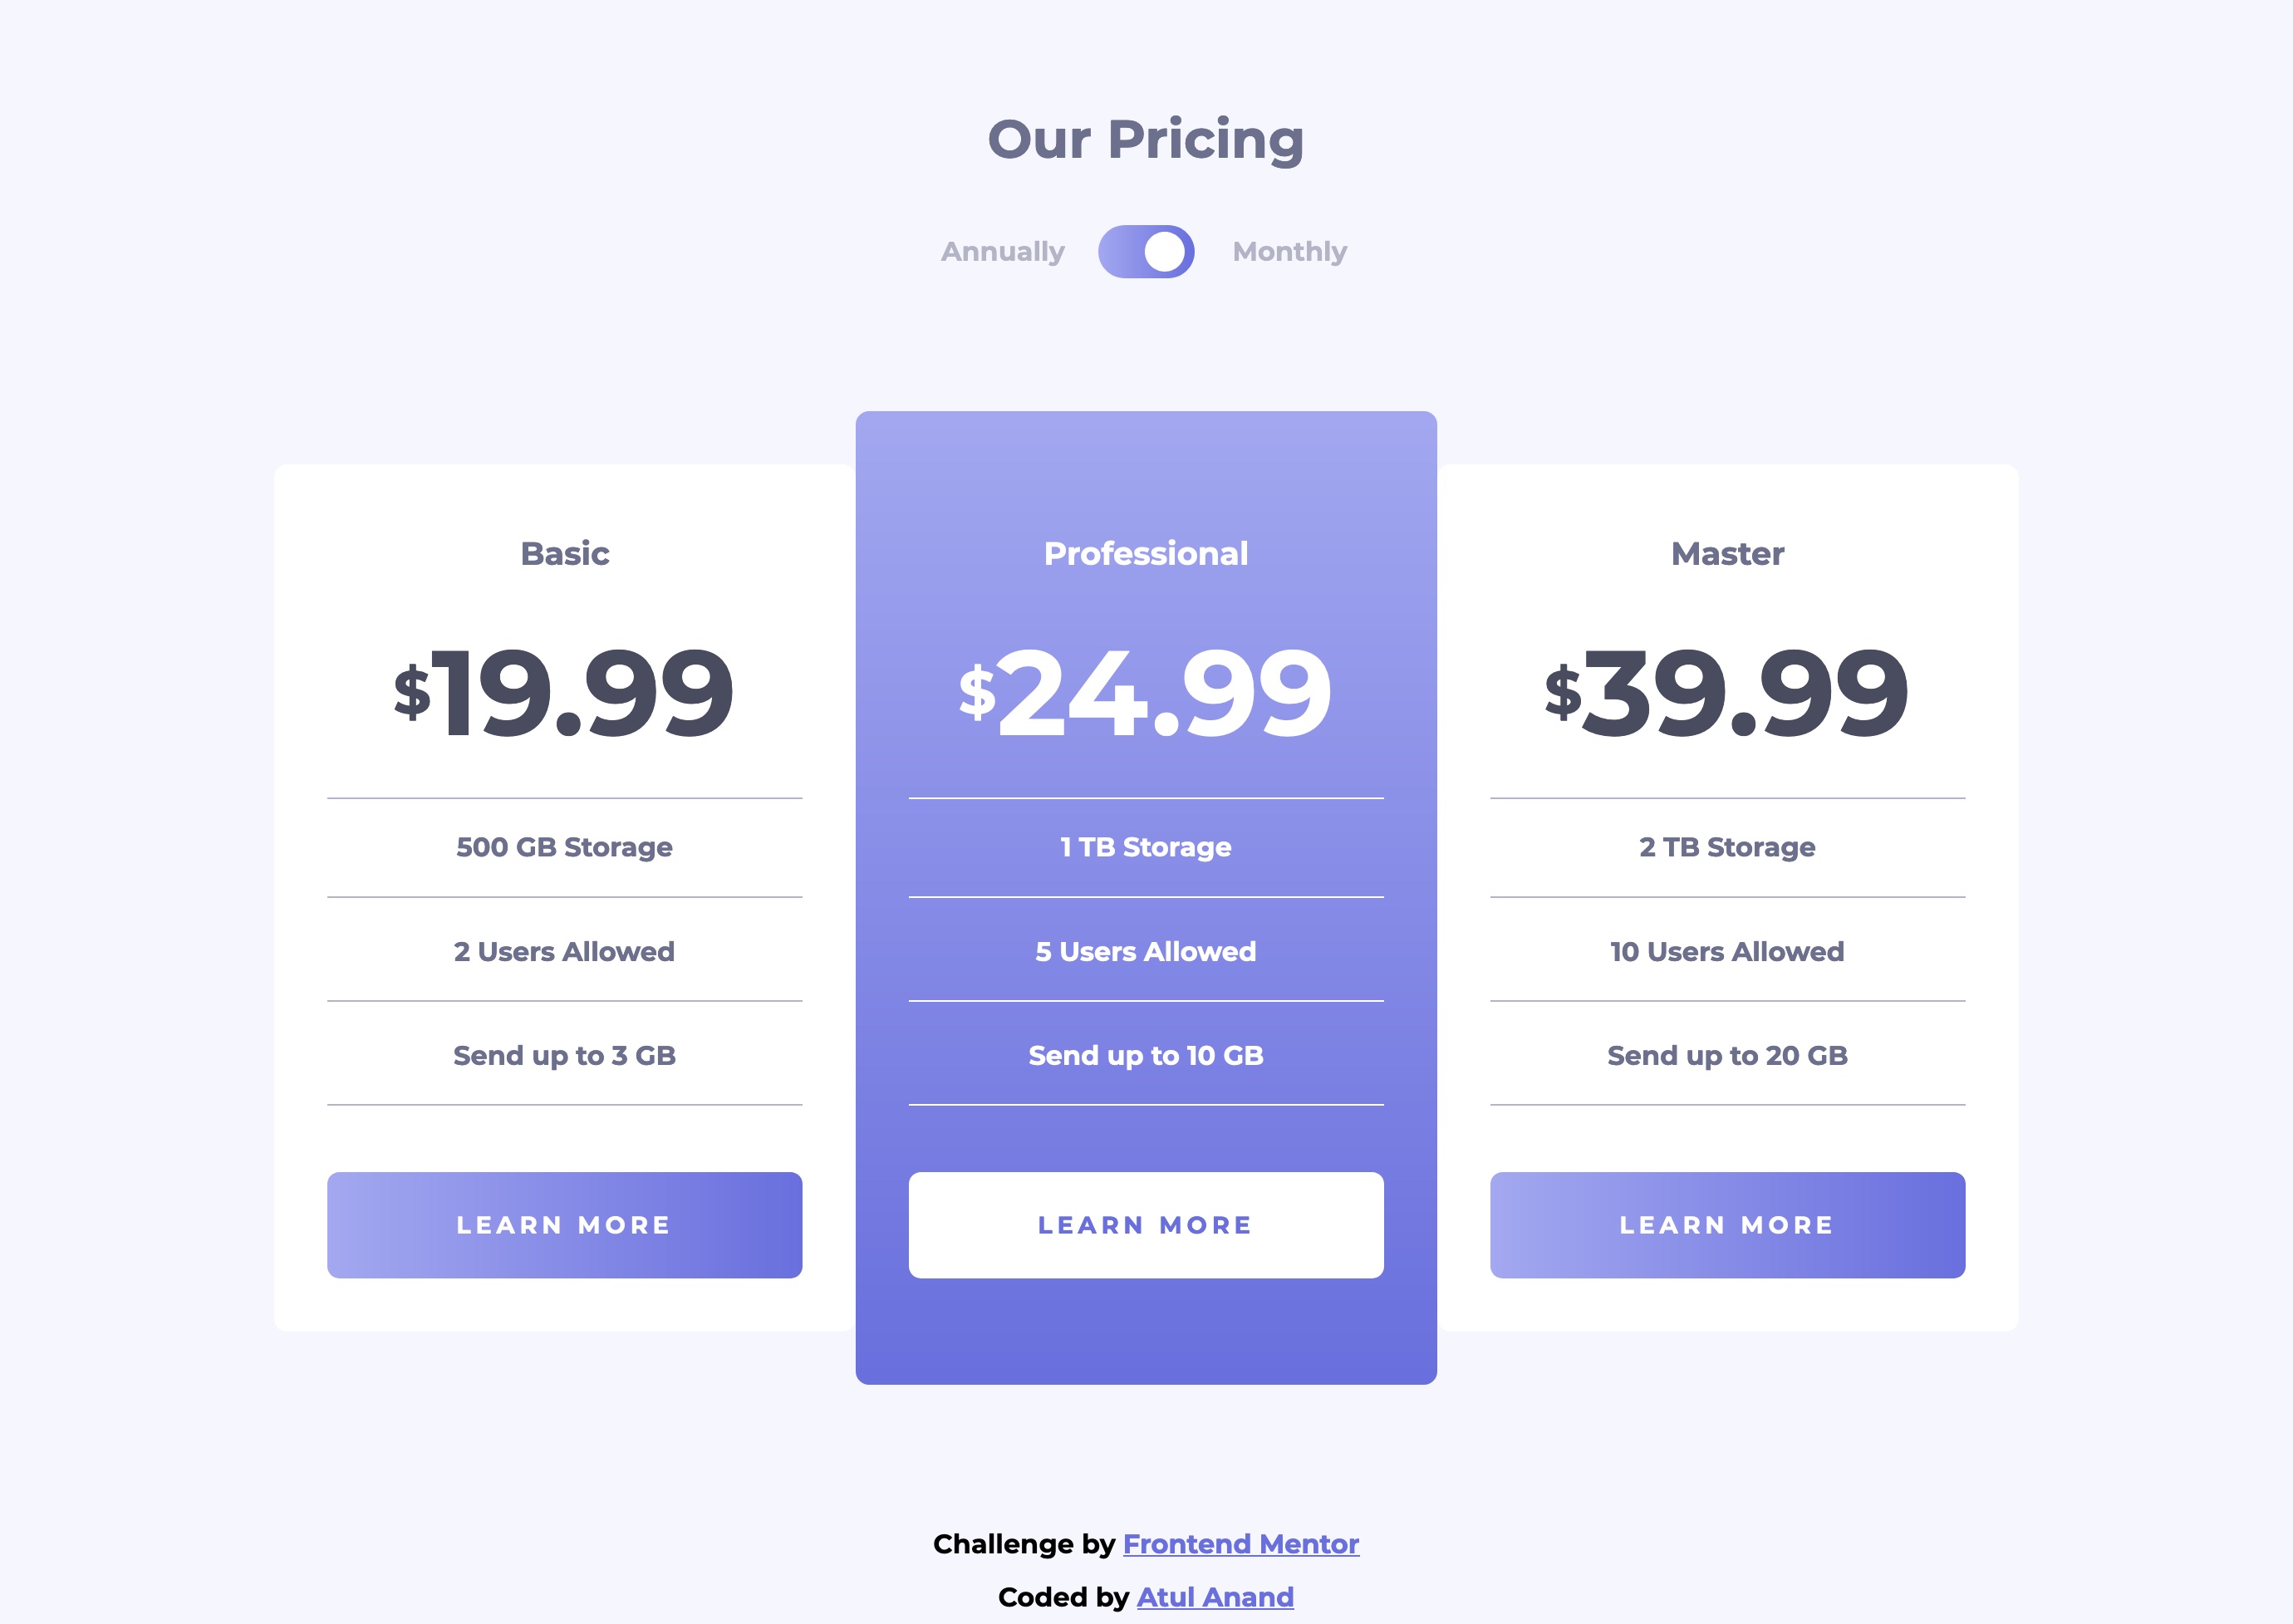 Our Pricing
Annually
Monthly
Basic
$19.99
500 GB Storage
2 Users Allowed
Send up to 3 GB
LEARN MORE
Professional
$24.99
1 TB Storage
5 Users Allowed
Send up to 10 GB
LEARN MORE
Master
$39.99
2 TB Storage
10 Users Allowed
Send up to 20 GB
LEARN MORE
Challenge by Frontend Mentor
Coded by Atul Anand